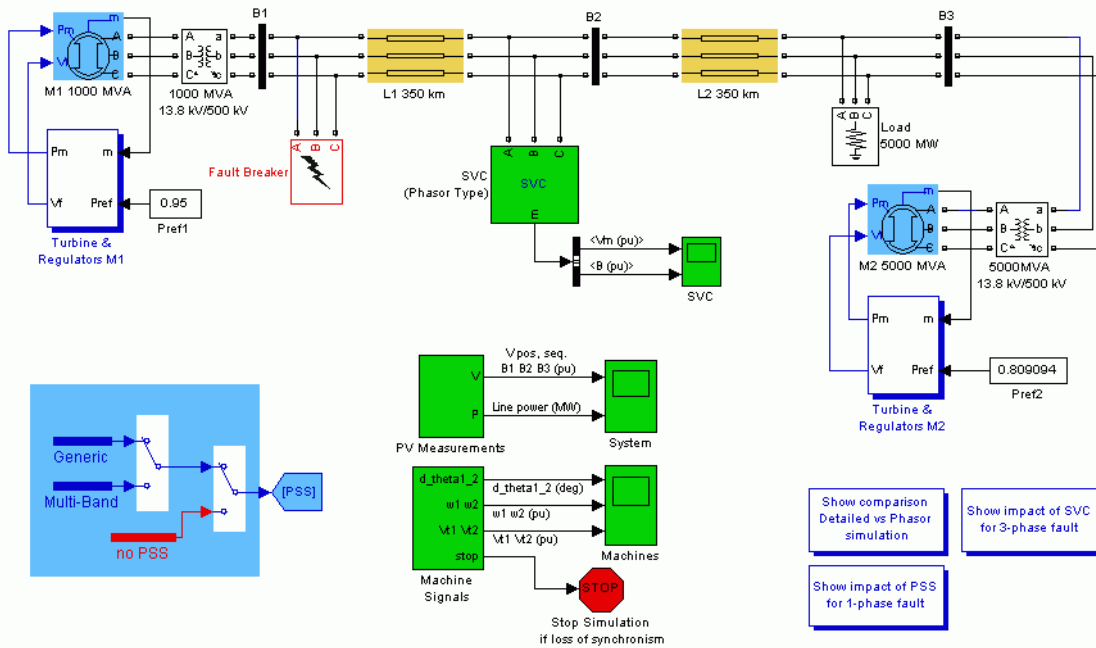 B1
B2
B3
Pm
m
A
B
C
Vf
M1 1000 MVA
A
B
C
a
b
c
1000 MVA
13.8 kV/500 kV
L1 350 km
L2 350 km
A B C
Fault Breaker
A B C
SVC
E
SVC
(Phasor Type)
<Vm (pu)>
<B (pu)>
SVC
A B C
Load
5000 MW
Pm
m
Vf
Pref
0.95
Pref1
Turbine &
Regulators M1
Pm
m
A
B
C
Vf
M2 5000 MVA
A
B
C
a
b
c
5000MVA
13.8 kV/500 kV
Pm
m
Vf
Pref
0.809094
Pref2
Turbine &
Regulators M2
Generic
Multi-Band
no PSS
[PSS]
V
P
PV Measurements
Vpos. seq.
B1 B2 B3 (pu)
Line power (MW)
System
d_theta1_2
w1 w2
Vt1 Vt2
stop
Machine
Signals
d_theta1_2 (deg)
w1 w2 (pu)
Vt1 Vt2 (pu)
Machines
STOP
Stop Simulation
if loss of synchronism
Show comparison
Detailed vs Phasor
simulation
Show impact of SVC
for 3-phase fault
Show impact of PSS
for 1-phase fault